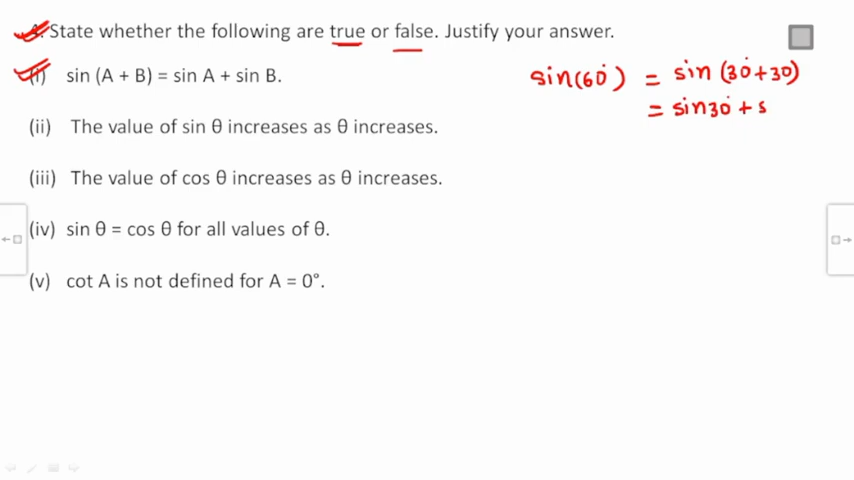 State whether the following are true or false. Justify your answer.
(i) sin (A + B) = sin A + sin B.
sin(60°) = sin (30°+30)
= sin30° + s
(ii) The value of sin θ increases as θ increases.
(iii) The value of cos θ increases as θ increases.
(iv) sin θ = cos θ for all values of θ.
(v) cot A is not defined for A = 0°.